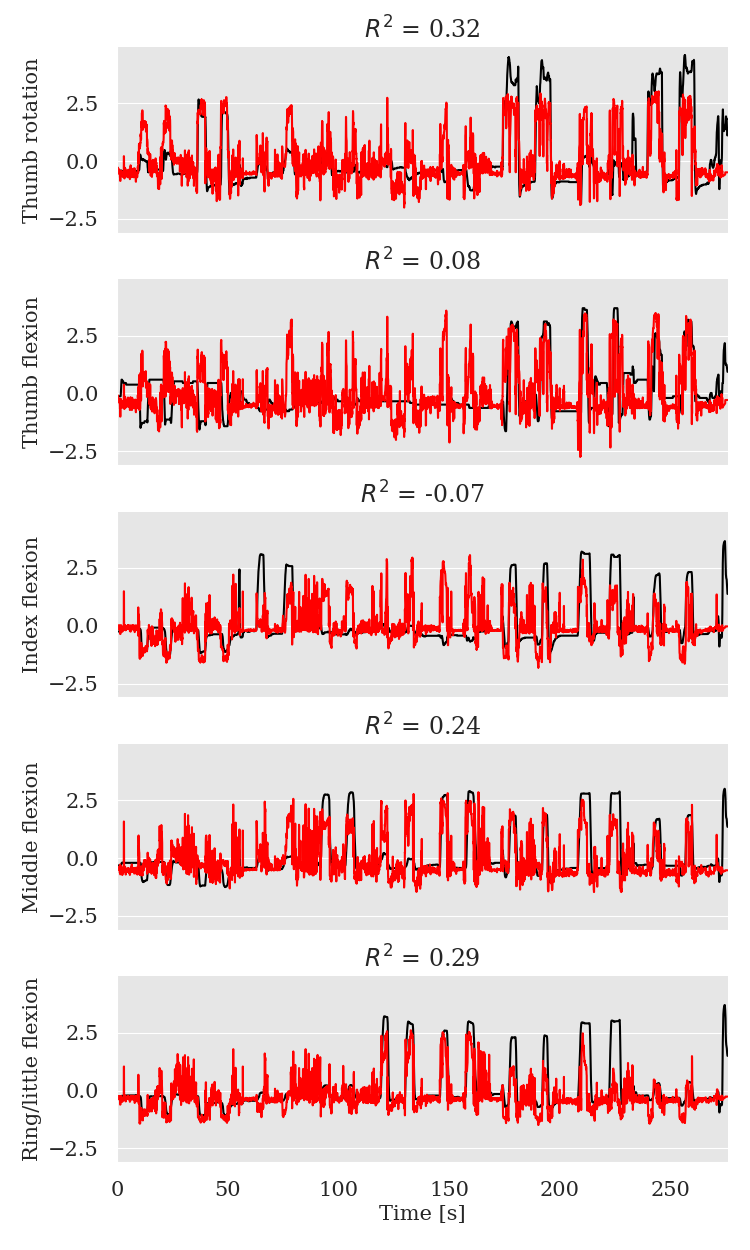 R² = 0.32
Thumb rotation
2.5
0.0
−2.5
R² = 0.08
Thumb flexion
2.5
0.0
−2.5
R² = -0.07
Index flexion
2.5
0.0
−2.5
R² = 0.24
Middle flexion
2.5
0.0
−2.5
R² = 0.29
Ring/little flexion
2.5
0.0
−2.5
0 50 100 150 200 250
Time [s]